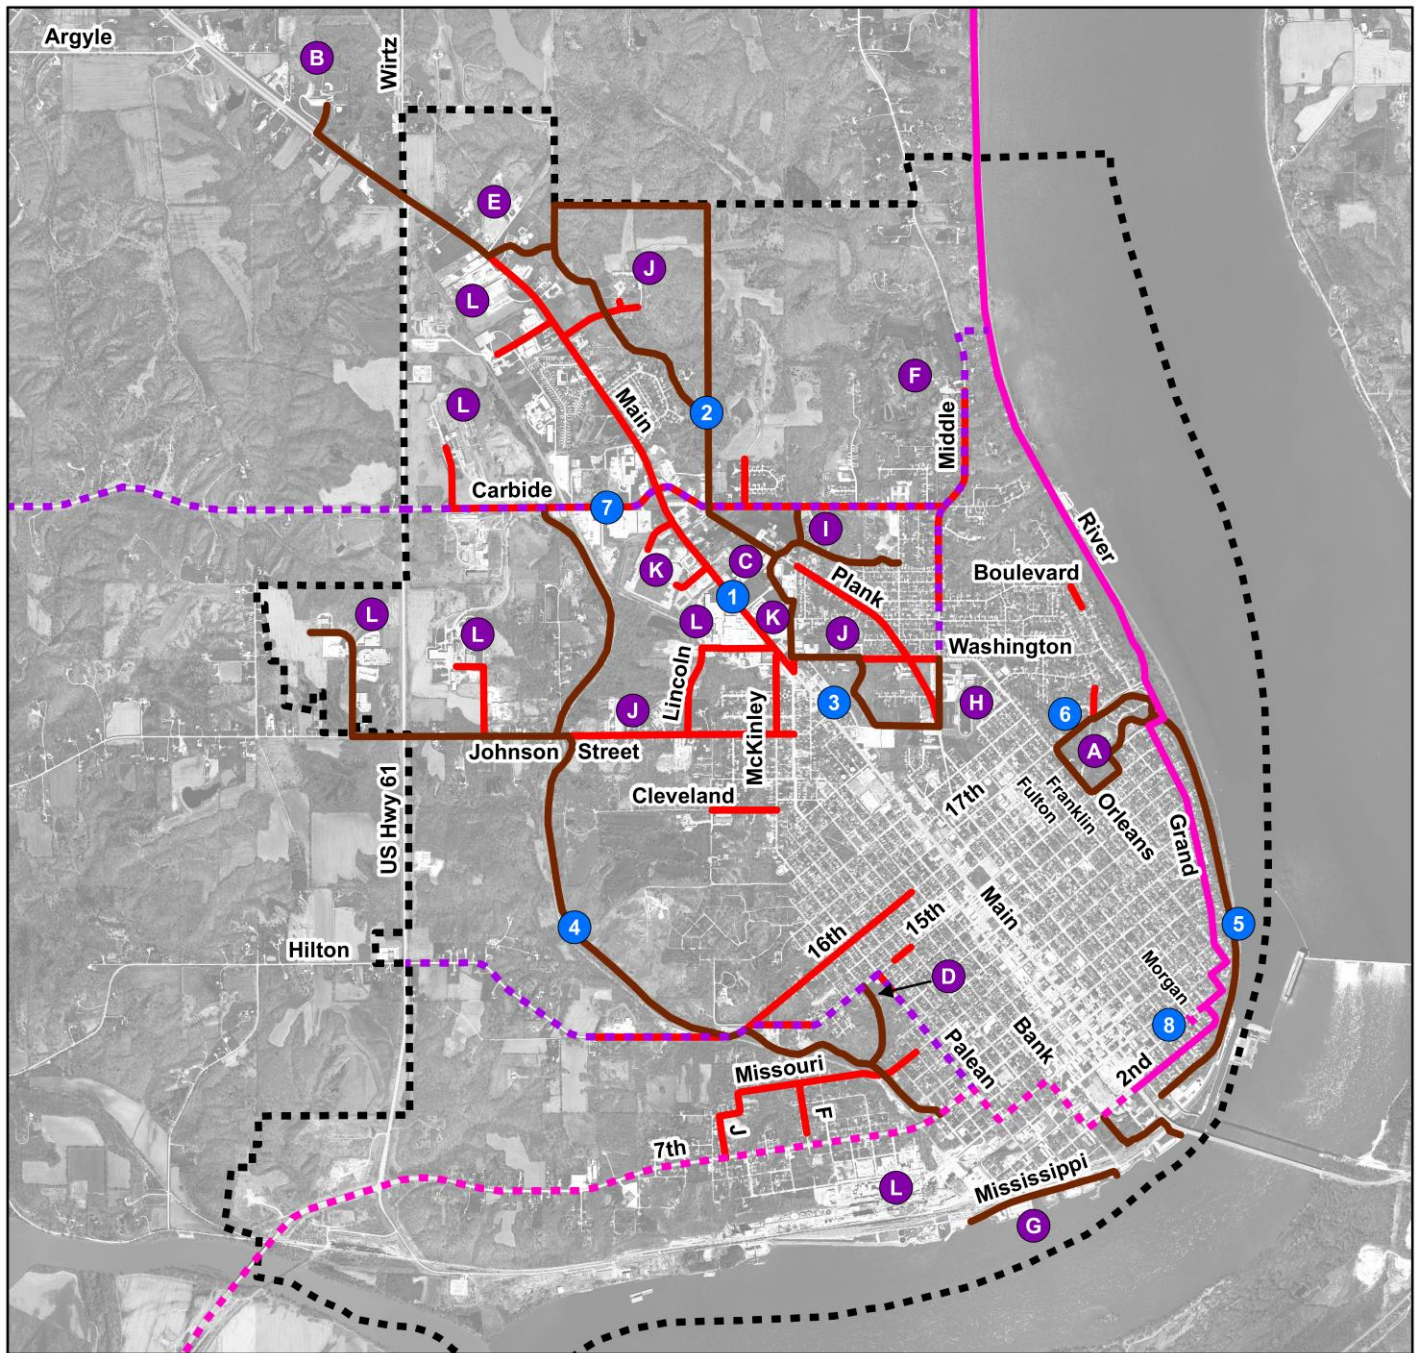 Argyle
B
Wirtz
E
J
L
L
F
Main
2
Middle
Carbide
7
River
I
C
K
Plank
Boulevard
1
L
K
J
L
L
Washington
Lincoln
J
3
H
6
McKinley
Johnson Street
A
US Hwy 61
Cleveland
17th
Fulton
Franklin
Orleans
Grand
4
Hilton
16th
15th
Main
5
D
Morgan
8
Bank
Palean
2nd
Missouri
F
J
7th
L
Mississippi
G